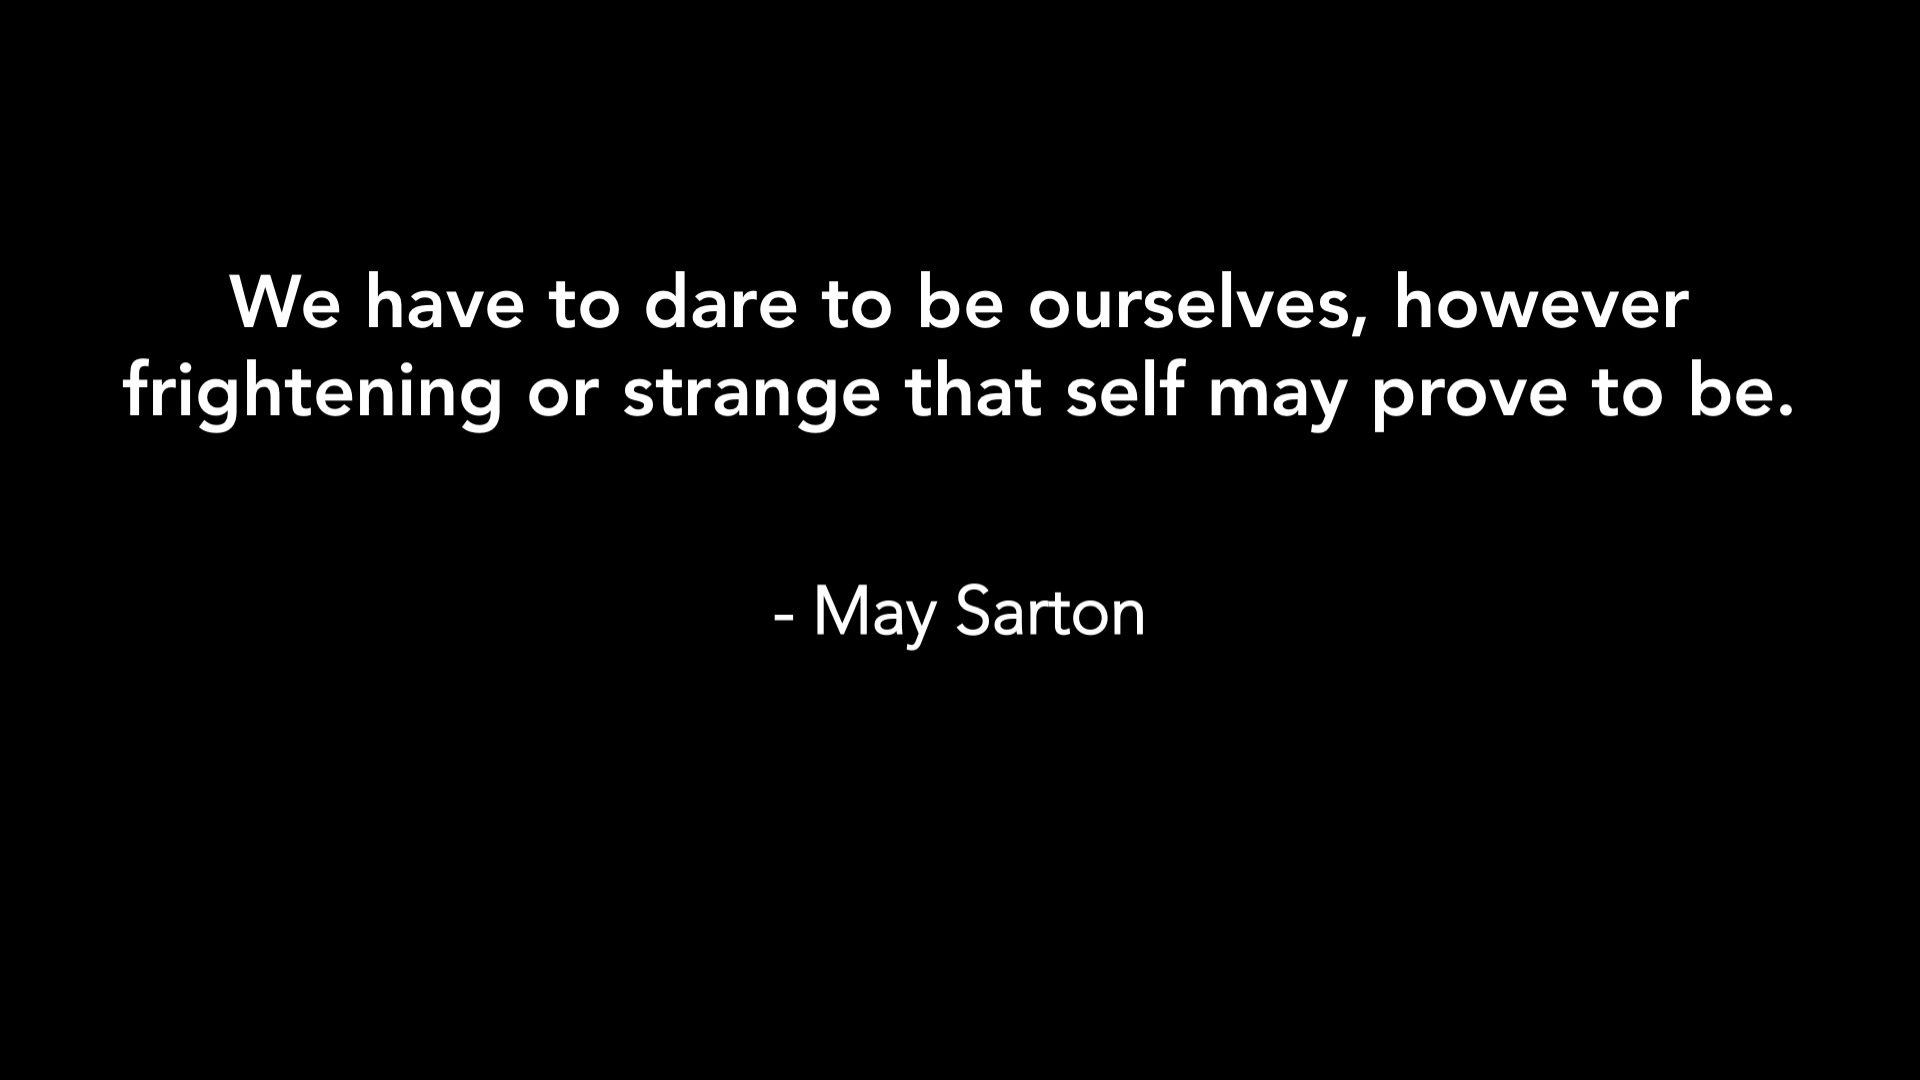 We have to dare to be ourselves, however
frightening or strange that self may prove to be.
- May Sarton